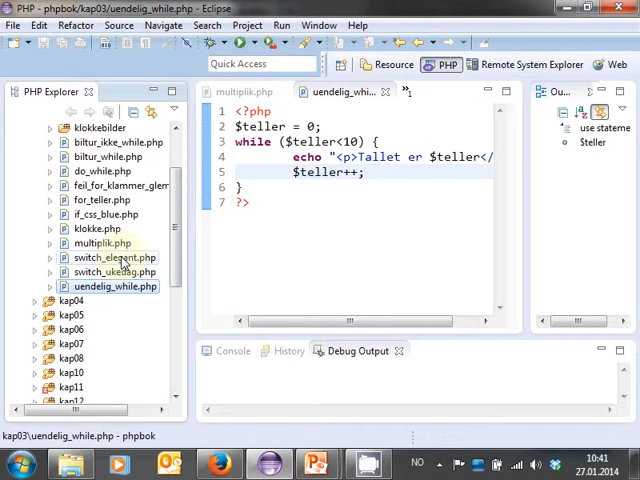 PHP - phpbok/kap03/uendelig_while.php - Eclipse
File Edit Refactor Source Navigate Search Project Run Window Help
Quick Access
Resource PHP Remote System Explorer Web
PHP Explorer
klokkebilder
biltur_ikke_while.php
biltur_while.php
do_while.php
feil_for_klammer_glem
for_teller.php
if_css_blue.php
klokke.php
multiplik.php
switch_elegant.php
switch_ukedag.php
uendelig_while.php
kap04
kap05
kap06
kap07
kap08
kap10
kap11
kap12
multiplik.php uendelig_whi... »1
1 <?php
2 $teller = 0;
3 while ($teller<10) {
4 echo "<p>Tallet er $teller</
5 $teller++;
6 }
7 ?>
Ou...
use stateme
$teller
Console History Debug Output
kap03\uendelig_while.php - phpbok
NO
10:41
27.01.2014